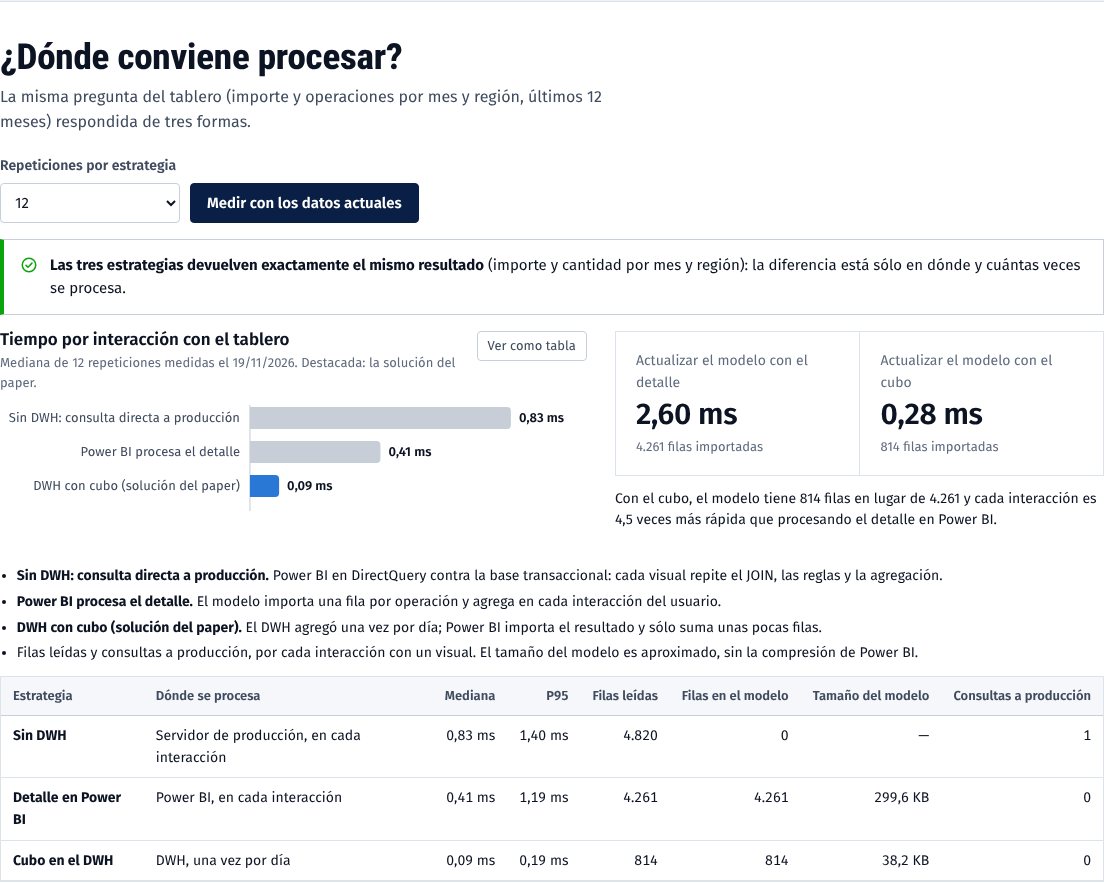 ¿Dónde conviene procesar?
La misma pregunta del tablero (importe y operaciones por mes y región, últimos 12
meses) respondida de tres formas.
Repeticiones por estrategia
12
Medir con los datos actuales
Las tres estrategias devuelven exactamente el mismo resultado (importe y cantidad por mes y región): la diferencia está sólo en dónde y cuántas veces
se procesa.
Tiempo por interacción con el tablero
Ver como tabla
Mediana de 12 repeticiones medidas el 19/11/2026. Destacada: la solución del
paper.
Sin DWH: consulta directa a producción 0,83 ms
Power BI procesa el detalle 0,41 ms
DWH con cubo (solución del paper) 0,09 ms
Actualizar el modelo con el
detalle
2,60 ms
4.261 filas importadas
Actualizar el modelo con el
cubo
0,28 ms
814 filas importadas
Con el cubo, el modelo tiene 814 filas en lugar de 4.261 y cada interacción es
4,5 veces más rápida que procesando el detalle en Power BI.
• Sin DWH: consulta directa a producción. Power BI en DirectQuery contra la base transaccional: cada visual repite el JOIN, las reglas y la agregación.
• Power BI procesa el detalle. El modelo importa una fila por operación y agrega en cada interacción del usuario.
• DWH con cubo (solución del paper). El DWH agregó una vez por día; Power BI importa el resultado y sólo suma unas pocas filas.
• Filas leídas y consultas a producción, por cada interacción con un visual. El tamaño del modelo es aproximado, sin la compresión de Power BI.
Estrategia Dónde se procesa Mediana P95 Filas leídas Filas en el modelo Tamaño del modelo Consultas a producción
Sin DWH Servidor de producción, en cada 0,83 ms 1,40 ms 4.820 0 — 1
interacción
Detalle en Power Power BI, en cada interacción 0,41 ms 1,19 ms 4.261 4.261 299,6 KB 0
BI
Cubo en el DWH DWH, una vez por día 0,09 ms 0,19 ms 814 814 38,2 KB 0